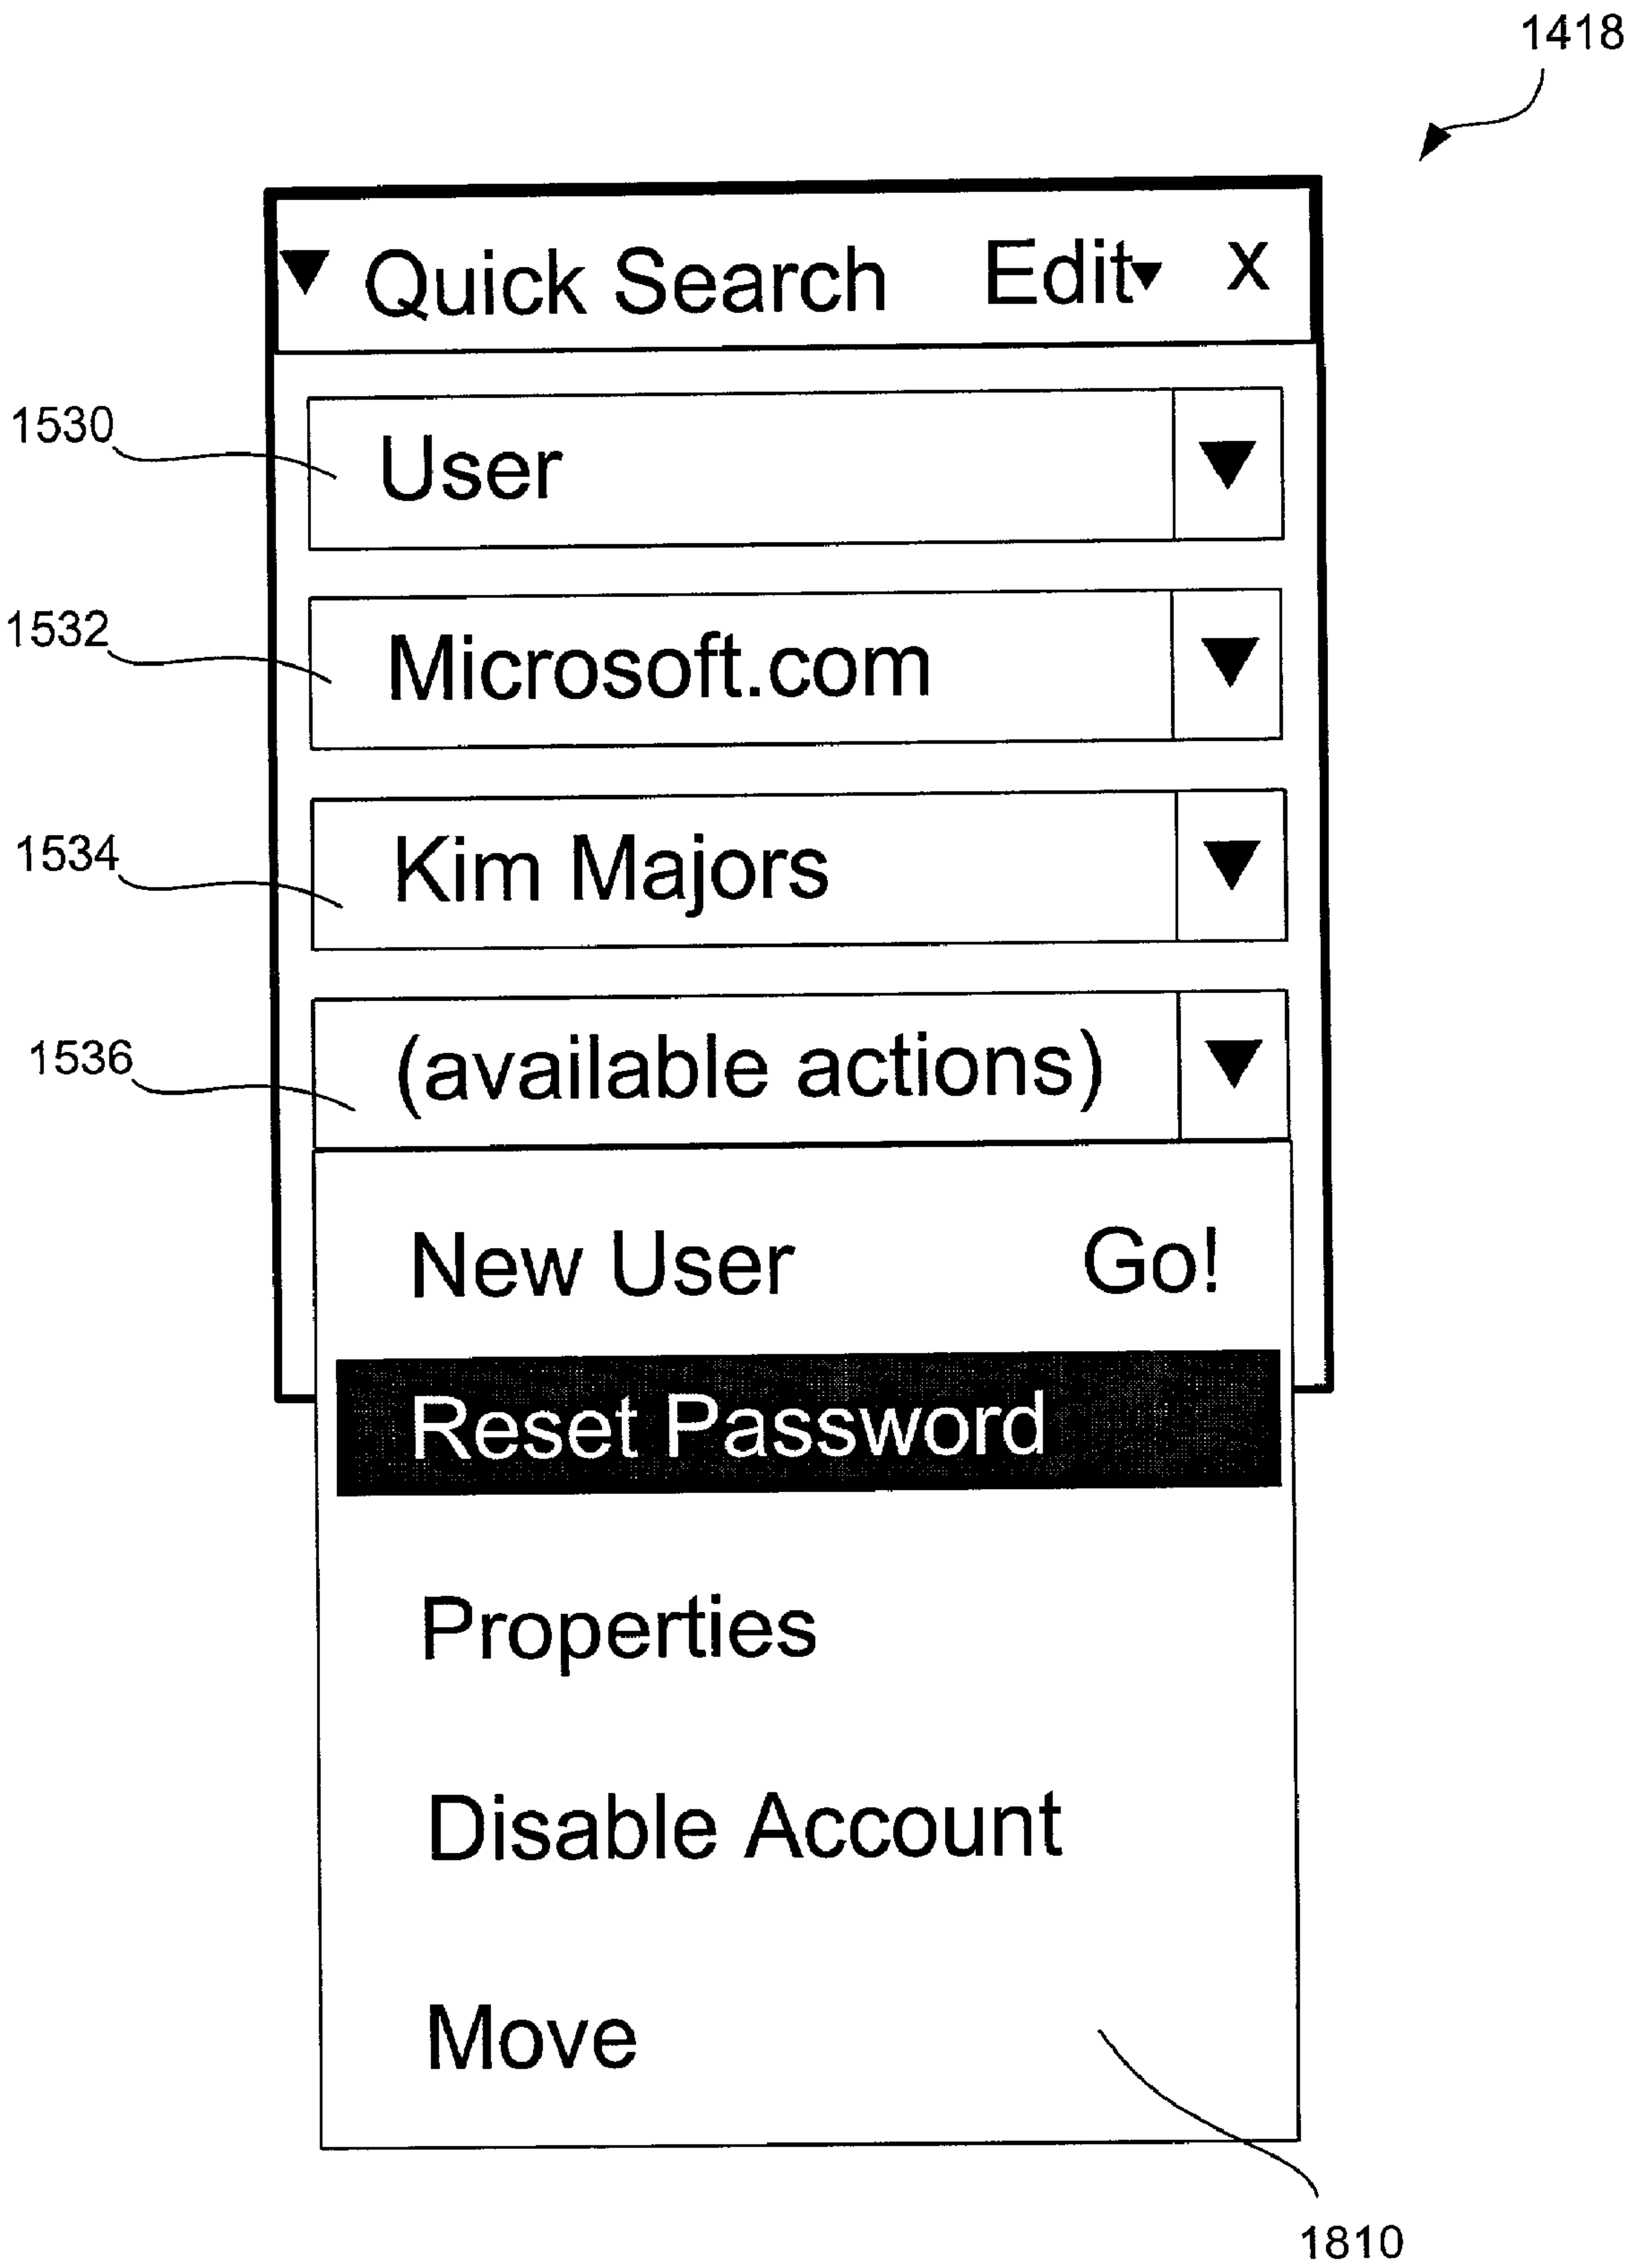 1418
Quick Search Edit X
1530
User
1532
Microsoft.com
1534
Kim Majors
1536
(available actions)
New User Go!
Reset Password
Properties
Disable Account
Move
1810